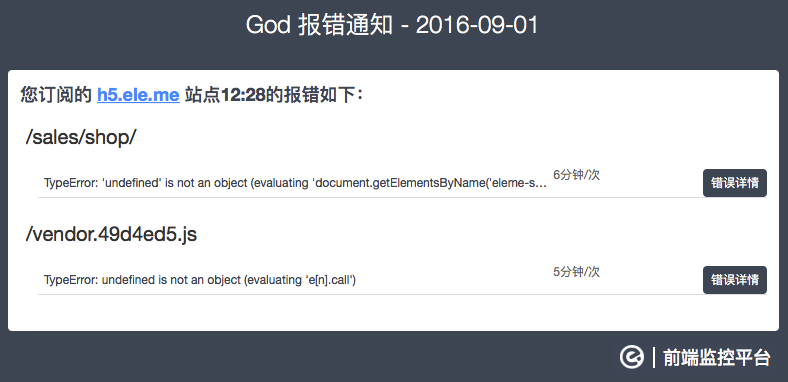 God 报错通知 - 2016-09-01
您订阅的 h5.ele.me 站点12:28的报错如下：
/sales/shop/
TypeError: 'undefined' is not an object (evaluating 'document.getElementsByName('eleme-s... 6分钟/次 错误详情
/vendor.49d4ed5.js
TypeError: undefined is not an object (evaluating 'e[n].call') 5分钟/次 错误详情
前端监控平台